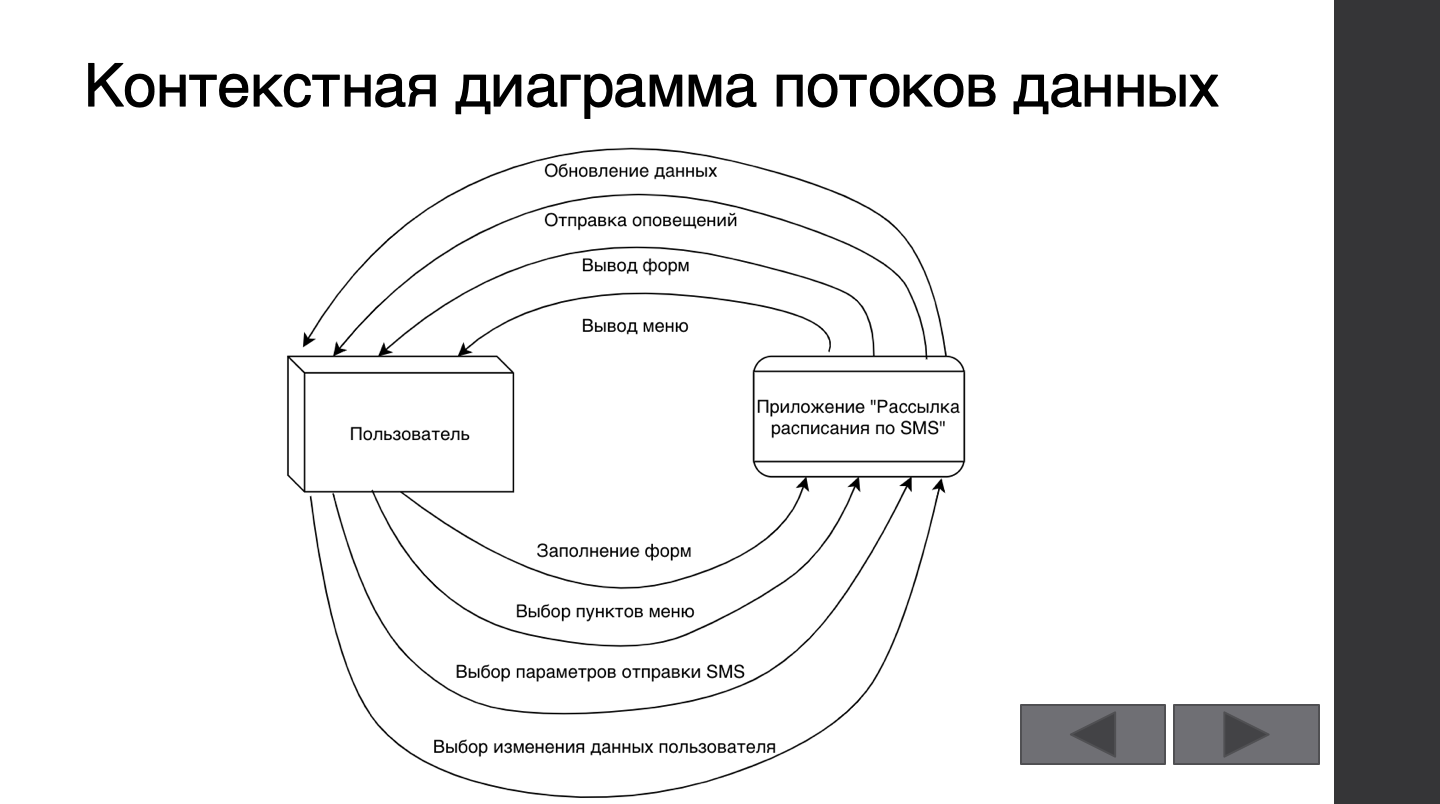 Контекстная диаграмма потоков данных
Обновление данных
Отправка оповещений
Вывод форм
Вывод меню
Пользователь
Приложение "Рассылка
расписания по SMS"
Заполнение форм
Выбор пунктов меню
Выбор параметров отправки SMS
Выбор изменения данных пользователя